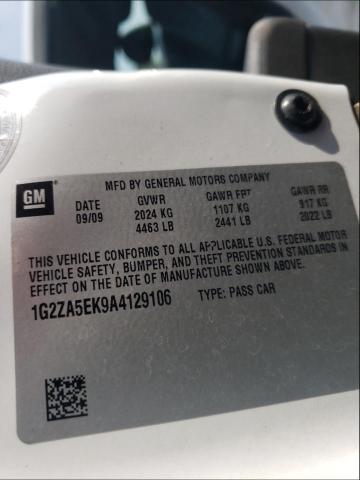 GM
MFD BY GENERAL MOTORS COMPANY
DATE GVWR GAWR FRT GAWR RR
09/09 2024 KG 1107 KG 917 KG
4463 LB 2441 LB 2022 LB
THIS VEHICLE CONFORMS TO ALL APPLICABLE U.S. FEDERAL MOTOR
VEHICLE SAFETY, BUMPER, AND THEFT PREVENTION STANDARDS IN
EFFECT ON THE DATE OF MANUFACTURE SHOWN ABOVE.
1G2ZA5EK9A4129106 TYPE: PASS CAR